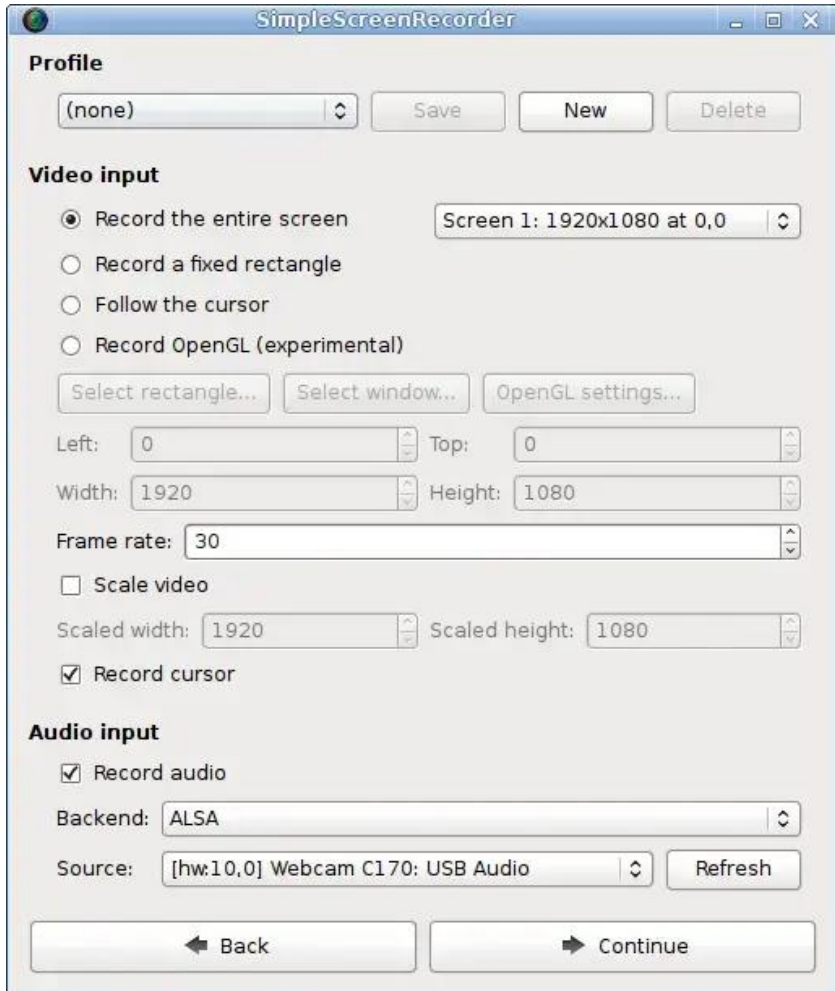 SimpleScreenRecorder
Profile
(none) Save New Delete
Video input
Record the entire screen Screen 1: 1920x1080 at 0,0
Record a fixed rectangle
Follow the cursor
Record OpenGL (experimental)
Select rectangle... Select window... OpenGL settings...
Left: 0 Top: 0
Width: 1920 Height: 1080
Frame rate: 30
Scale video
Scaled width: 1920 Scaled height: 1080
Record cursor
Audio input
Record audio
Backend: ALSA
Source: [hw:10,0] Webcam C170: USB Audio Refresh
Back Continue